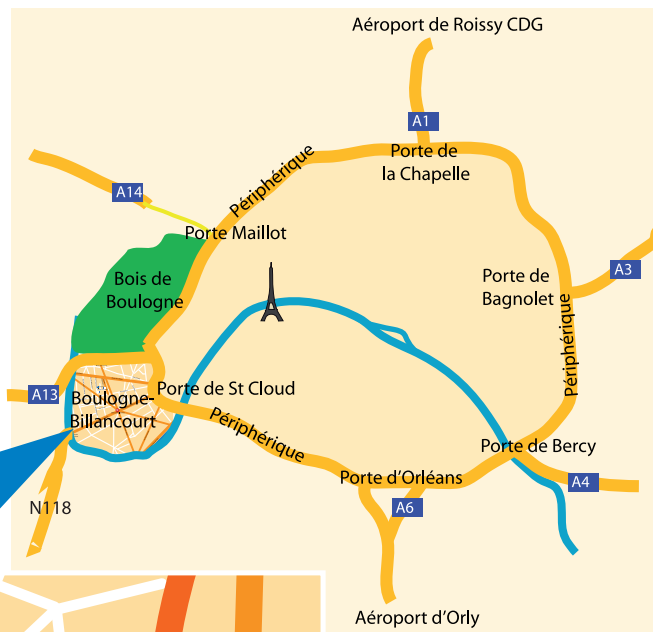 Aéroport de Roissy CDG
A1
Périphérique
Porte de
la Chapelle
A14
Porte Maillot
Bois de
Boulogne
Porte de
Bagnolet
A3
Périphérique
A13
Boulogne-
Billancourt
Porte de St Cloud
Périphérique
Porte de Bercy
Porte d'Orléans
A4
N118
A6
Aéroport d'Orly